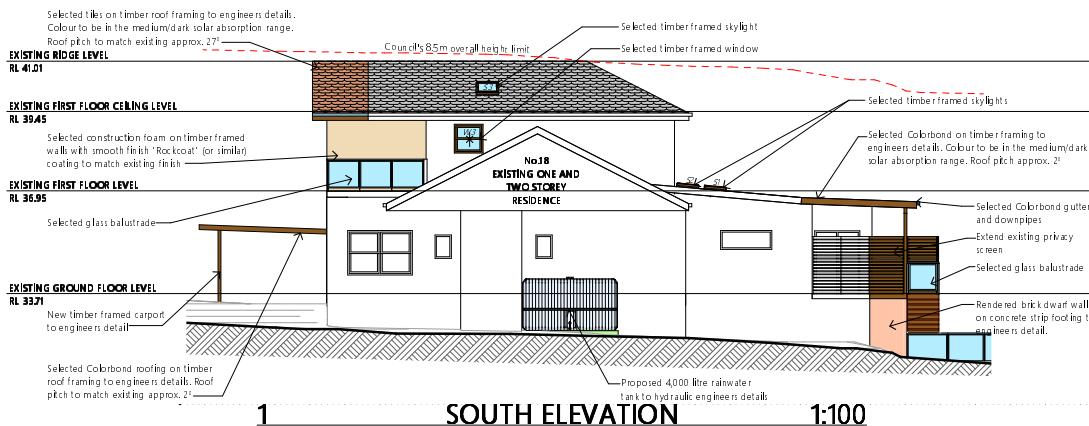 Selected tiles on timber roof framing to engineers details.
Colour to be in the medium/dark solar absorption range.
Roof pitch to match existing approx. 27°
Council's 8.5m overall height limit
Selected timber framed skylight
Selected timber framed window
EXISTING RIDGE LEVEL
RL 41.01
EXISTING FIRST FLOOR CEILING LEVEL
RL 39.45
Selected timber framed skylights
Selected construction foam on timber framed
walls with smooth finish 'Rockcoat' (or similar)
coating to match existing finish
Selected Colorbond on timber framing to
engineers details. Colour to be in the medium/dark
solar absorption range. Roof pitch approx. 2°
No.18
EXISTING ONE AND
TWO STOREY
RESIDENCE
EXISTING FIRST FLOOR LEVEL
RL 36.95
Selected glass balustrade
Selected Colorbond gutter
and downpipes
Extend existing privacy
screen
Selected glass balustrade
EXISTING GROUND FLOOR LEVEL
RL 33.71
New timber framed carport
to engineers detail
Rendered brick dwarf wall
on concrete strip footing t
engineers detail.
Selected Colorbond roofing on timber
roof framing to engineers details. Roof
pitch to match existing approx. 2°
Proposed 4,000 litre rainwater
tank to hydraulic engineers details
1 SOUTH ELEVATION 1:100